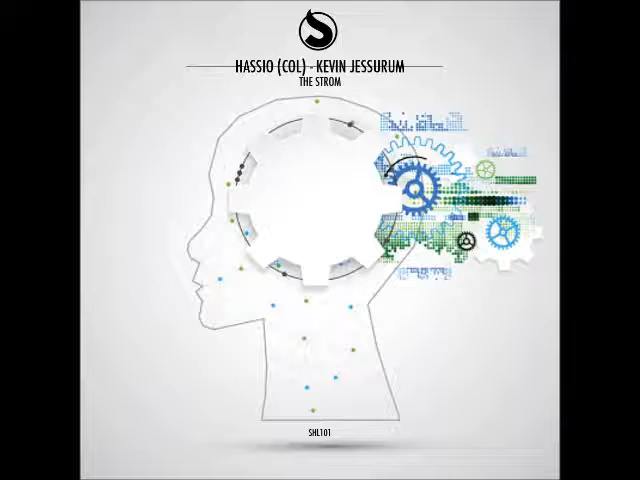 HASSIO (COL) - KEVIN JESSURUM
THE STROM
SHL101